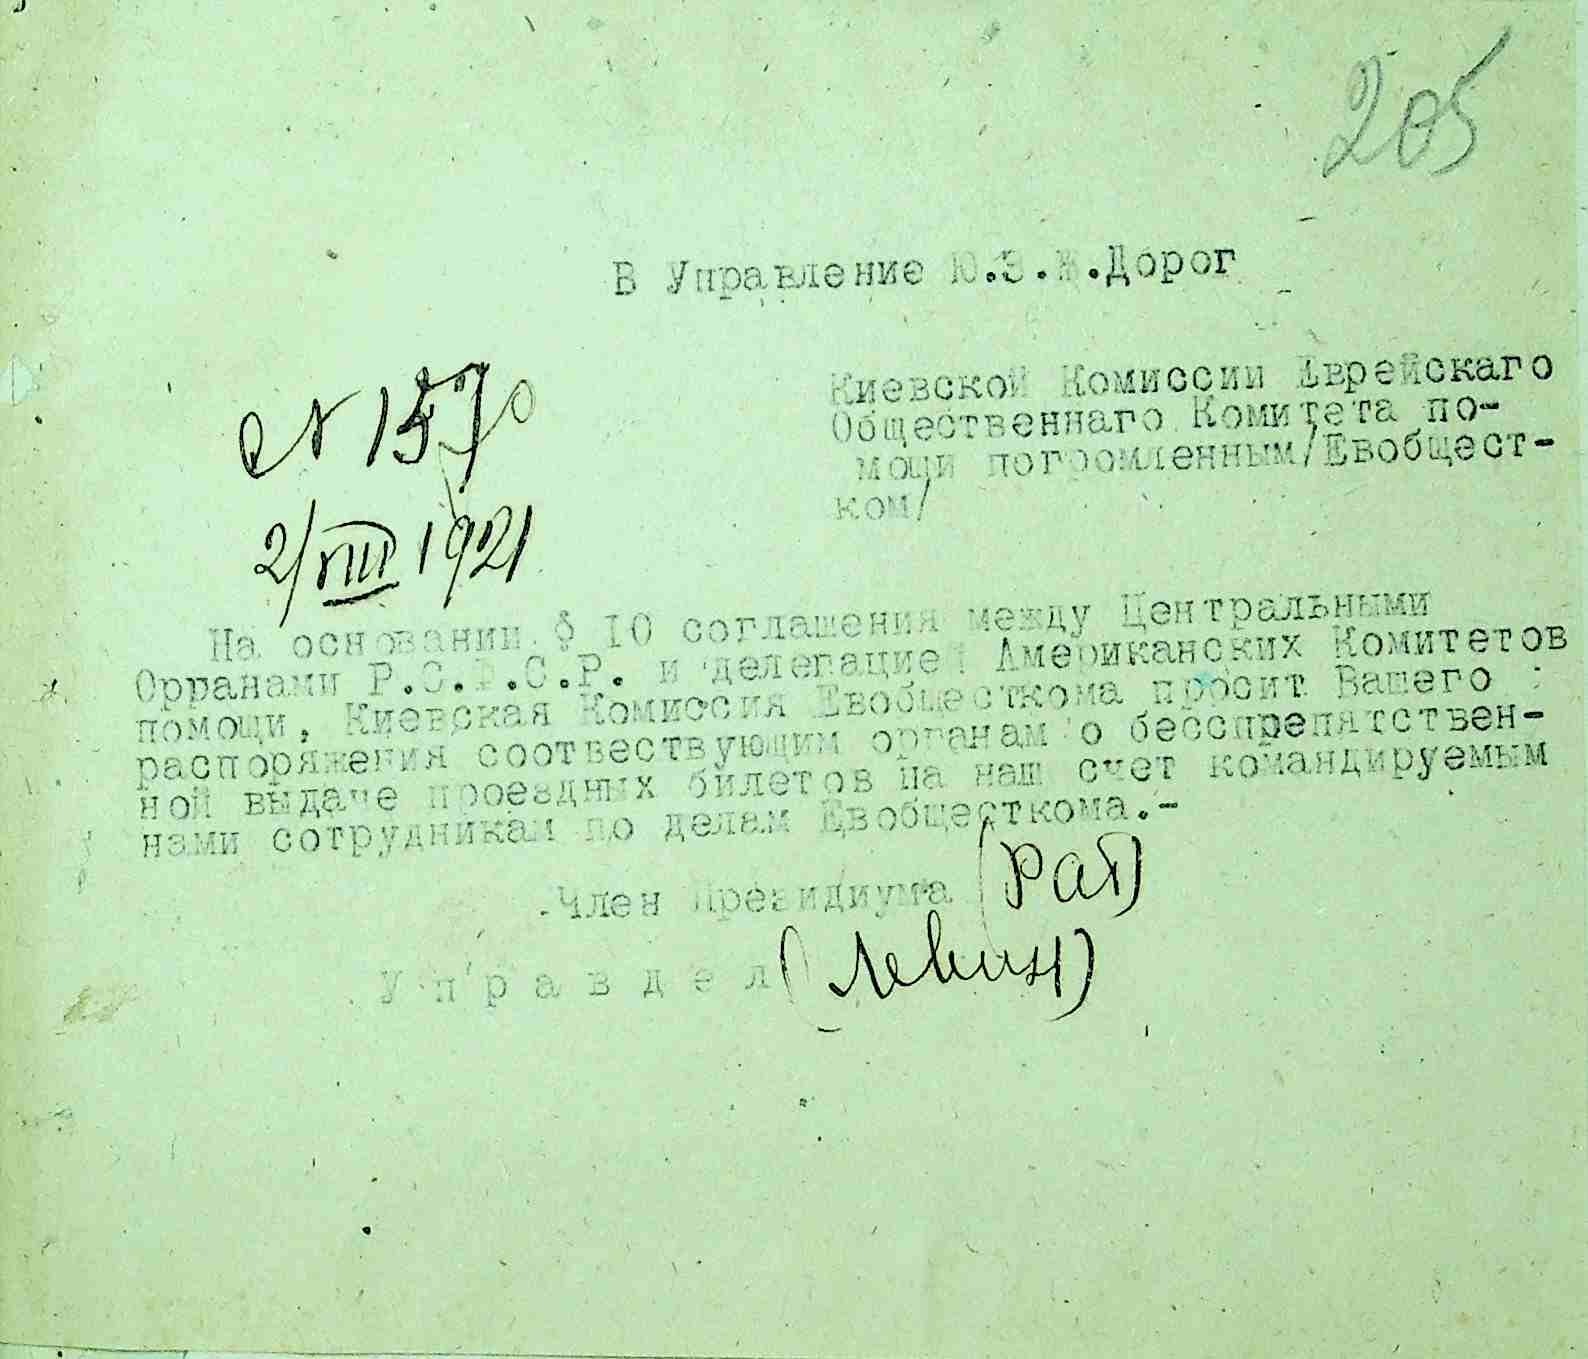 205
В Управление Ю.З.Ж.Дорог
№ 1570
2/VIII 1921
Киевской Комиссии Еврейскаго
Общественнаго Комитета по-
мощи погромленным/Евобщест-
ком/
На основании § 10 соглашения между Центральными
Органами Р.С.Ф.С.Р. и делегацией Американских Комитетов
помощи, Киевская Комиссия Евобщесткома просит Вашего
распоряжения соотвествующим органам о бесспрепятствен-
ной выдаче проездных билетов на наш счет командируемым
нами сотрудникам по делам Евобщесткома.-
Член Президиума (Рат)
Управдел (Левин)